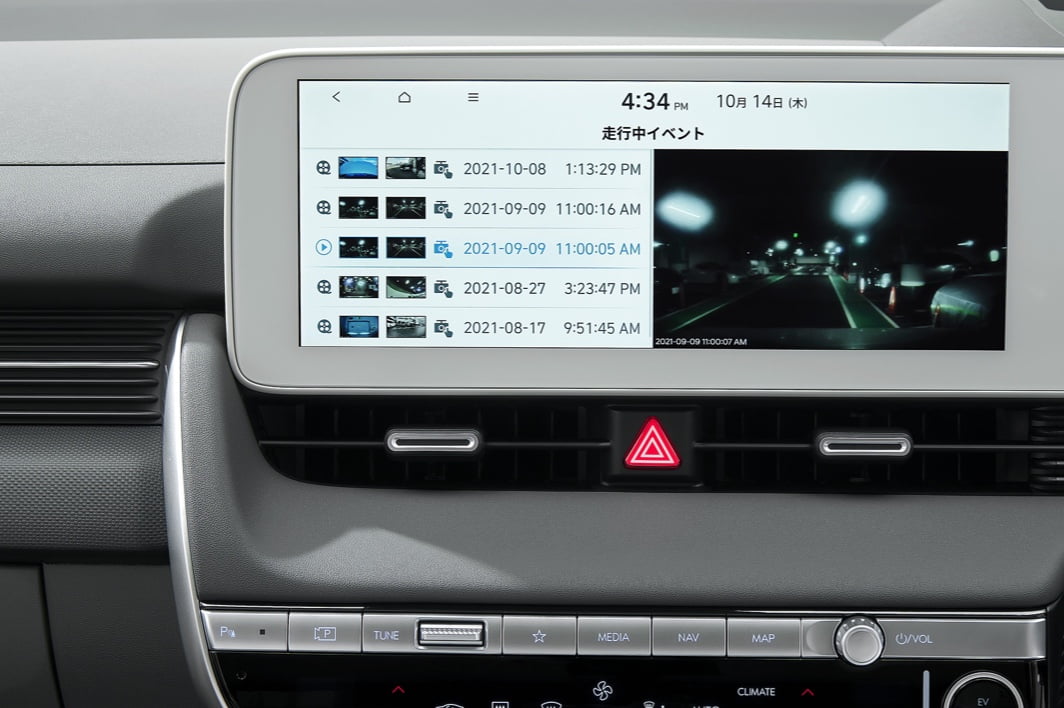 4:34 PM 10月 14日 (木)
走行中イベント
2021-10-08 1:13:29 PM
2021-09-09 11:00:16 AM
2021-09-09 11:00:05 AM
2021-08-27 3:23:47 PM
2021-08-17 9:51:45 AM
2021-09-09 11:00:07 AM
P
P
TUNE
MEDIA
NAV
MAP
/VOL
CLIMATE
AUTO
EV